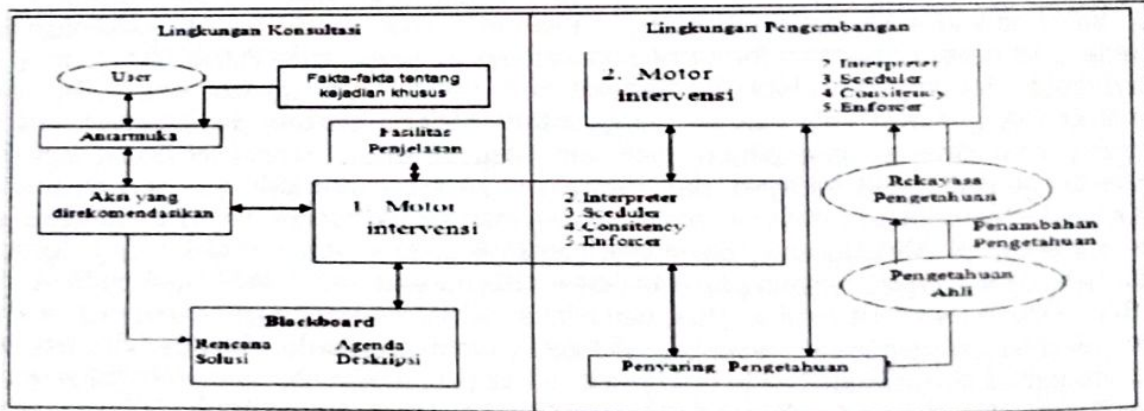 Lingkungan Konsultasi
User
Fakta-fakta tentang
kejadian khusus
Antarmuka
Fasilitas
Penjelasan
Aksi yang
direkomendasikan
1. Motor
intervensi
2.Interpreter
3.Sceduler
4.Consitency
5.Enforcer
Blackboard
Rencana Agenda
Solusi Deskripsi
Lingkungan Pengembangan
2. Motor
intervensi
2 Interpreter
3.Sceduler
4 Consitency
5.Enforcer
Rekayasa
Pengetahuan
Penambahan
Pengetahuan
Pengetahuan
Ahli
Penyaring Pengetahuan